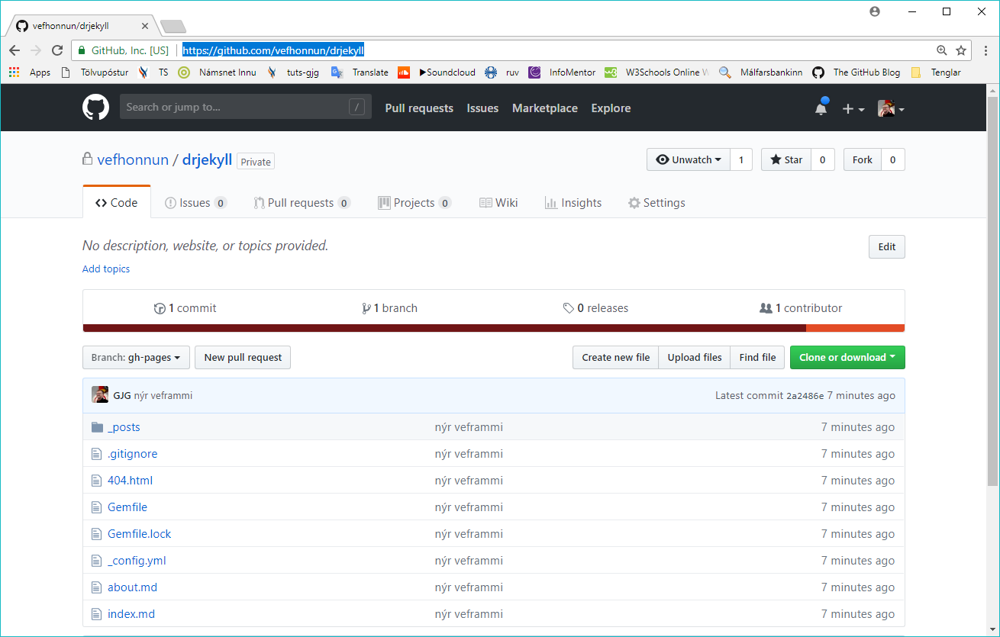 vefhonnun/drjekyll
GitHub, Inc. [US] https://github.com/vefhonnun/drjekyll
Apps Tölvupóstur TS Námsnet Innu tuts-gjg Translate ▶Soundcloud ruv InfoMentor W3Schools Online W Málfarsbankinn The GitHub Blog Tenglar
Search or jump to... / Pull requests Issues Marketplace Explore
vefhonnun / drjekyll Private Unwatch 1 Star 0 Fork 0
Code Issues 0 Pull requests 0 Projects 0 Wiki Insights Settings
No description, website, or topics provided. Edit
Add topics
1 commit 1 branch 0 releases 1 contributor
Branch: gh-pages New pull request Create new file Upload files Find file Clone or download
GJG nýr veframmi Latest commit 2a2486e 7 minutes ago
_posts nýr veframmi 7 minutes ago
.gitignore nýr veframmi 7 minutes ago
404.html nýr veframmi 7 minutes ago
Gemfile nýr veframmi 7 minutes ago
Gemfile.lock nýr veframmi 7 minutes ago
_config.yml nýr veframmi 7 minutes ago
about.md nýr veframmi 7 minutes ago
index.md nýr veframmi 7 minutes ago